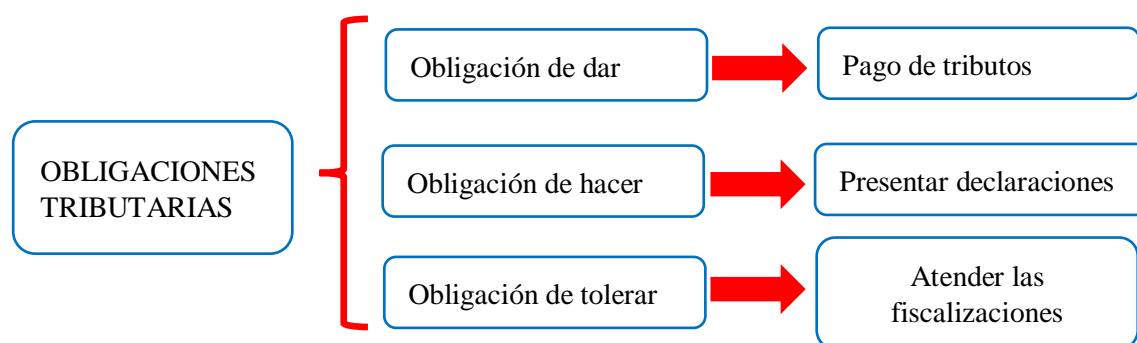 OBLIGACIONES
TRIBUTARIAS
Obligación de dar
Pago de tributos
Obligación de hacer
Presentar declaraciones
Obligación de tolerar
Atender las
fiscalizaciones